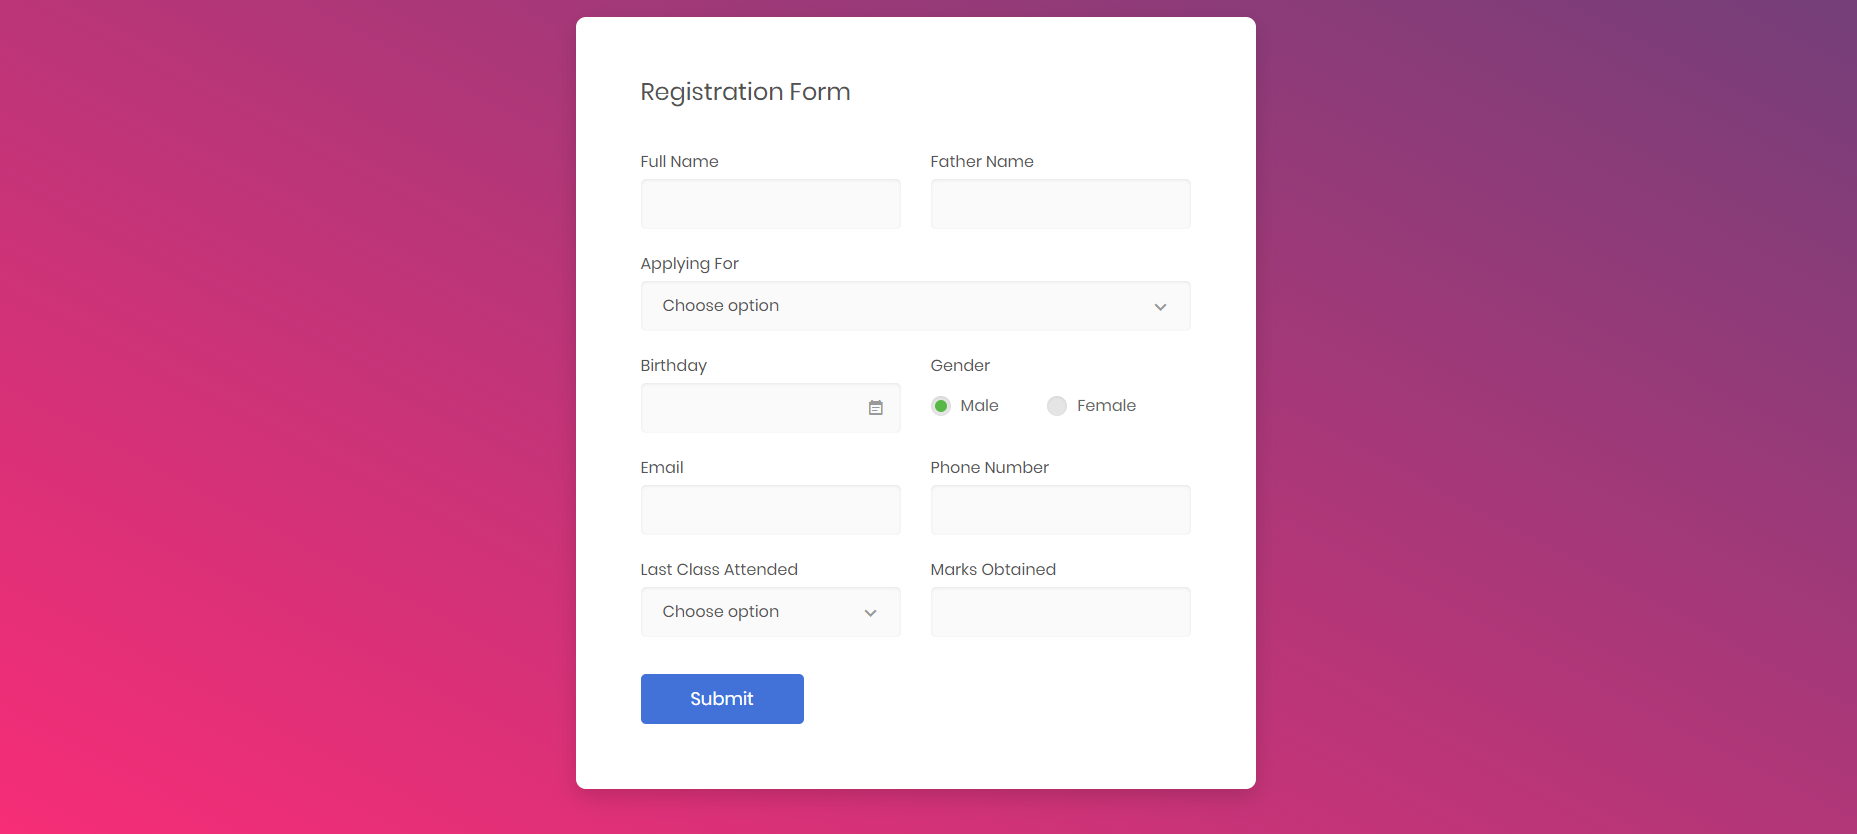 Registration Form
Full Name
Father Name
Applying For
Choose option
Birthday
Gender
Male
Female
Email
Phone Number
Last Class Attended
Marks Obtained
Choose option
Submit